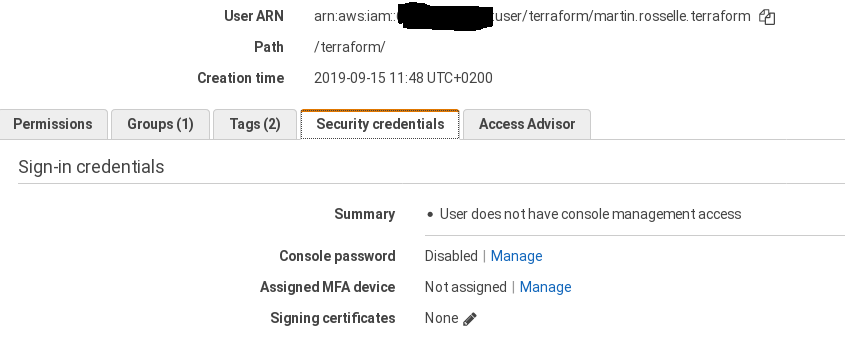 User ARN arn:aws:iam:: user/terraform/martin.rosselle.terraform
Path /terraform/
Creation time 2019-09-15 11:48 UTC+0200
Permissions Groups (1) Tags (2) Security credentials Access Advisor
Sign-in credentials
Summary • User does not have console management access
Console password Disabled | Manage
Assigned MFA device Not assigned | Manage
Signing certificates None